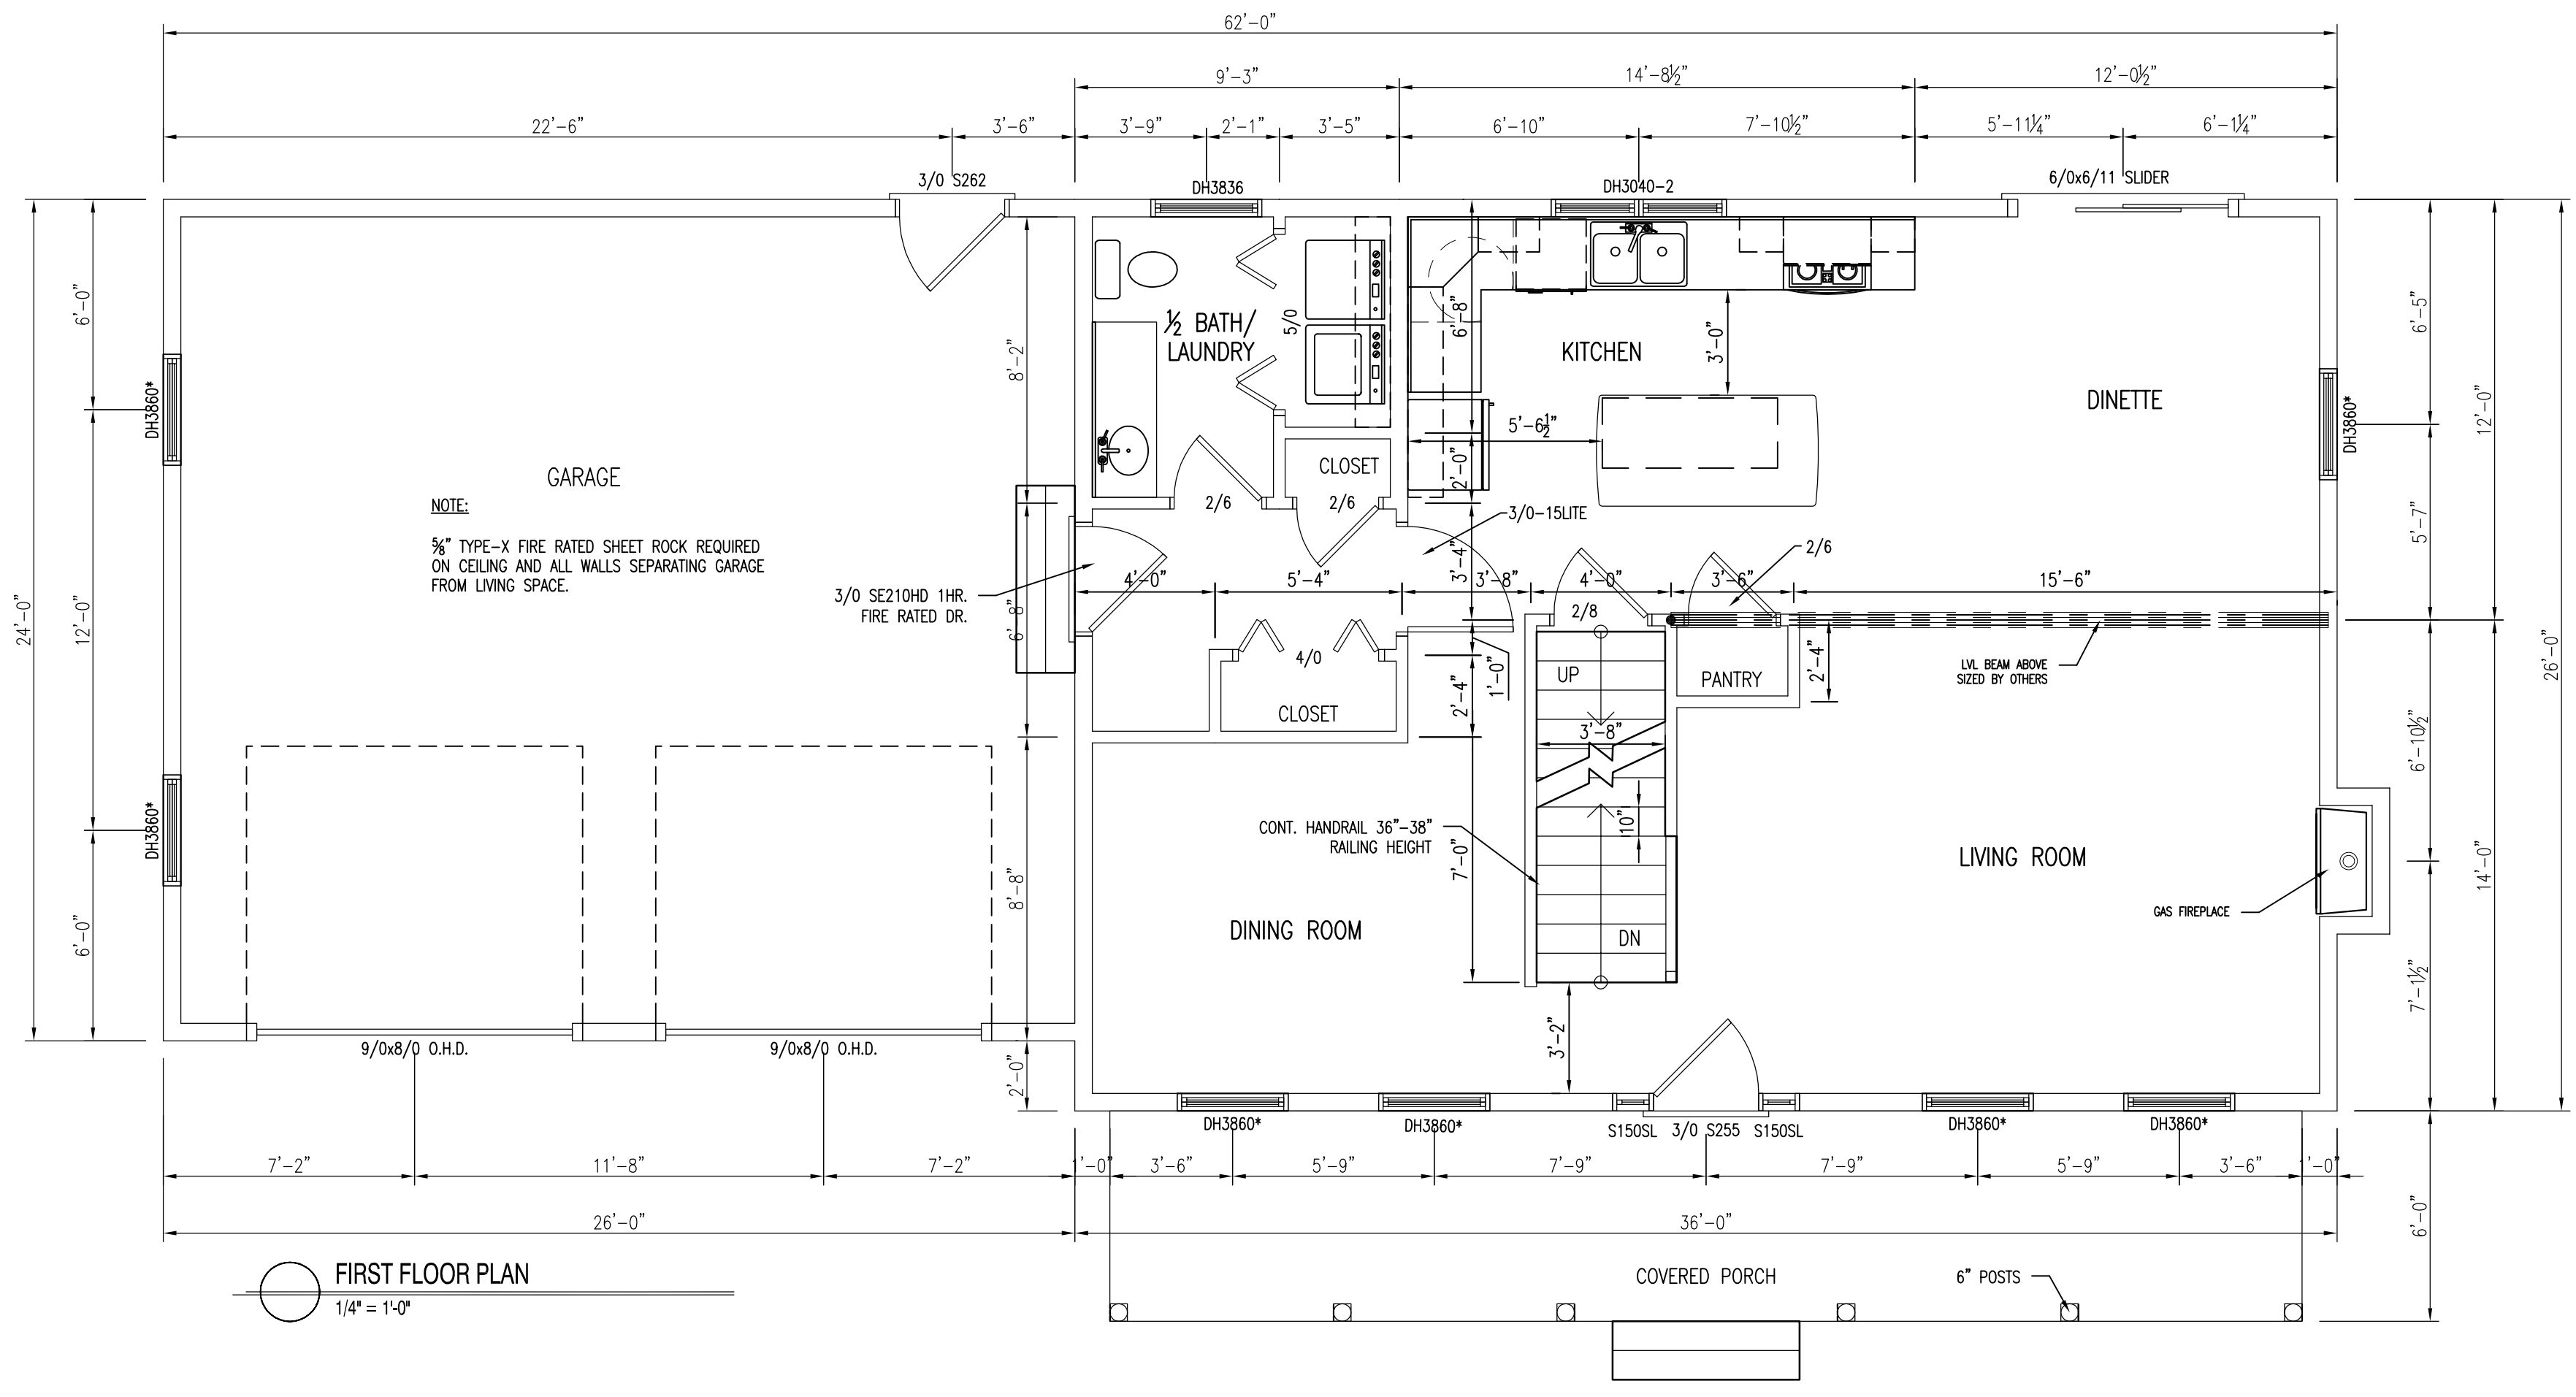 62'-0"
9'-3"
14'-8½"
12'-0½"
22'-6"
3'-6"
3'-9"
2'-1"
3'-5"
6'-10"
7'-10½"
5'-11¼"
6'-1¼"
3/0 S262
DH3836
DH3040-2
6/0x6/11 SLIDER
24'-0"
6'-0"
12'-0"
6'-0"
DH3860*
DH3860*
GARAGE
NOTE:
⅝" TYPE-X FIRE RATED SHEET ROCK REQUIRED
ON CEILING AND ALL WALLS SEPARATING GARAGE
FROM LIVING SPACE.
3/0 SE210HD 1HR.
FIRE RATED DR.
8'-2"
6'-8"
8'-8"
2'-0"
½ BATH/
LAUNDRY
5/0
2/6
CLOSET
2/6
6'-8"
2'-0"
3'-4"
KITCHEN
3'-0"
5'-6½"
3/0-15LITE
DINETTE
DH3860*
6'-5"
5'-7"
12'-0"
26'-0"
4'-0"
5'-4"
3'-8"
4'-0"
3'-6"
15'-6"
2/6
2/8
4/0
CLOSET
1'-0"
2'-4"
7'-0"
UP
PANTRY
2'-4"
3'-8"
10"
DN
LVL BEAM ABOVE
SIZED BY OTHERS
CONT. HANDRAIL 36"-38"
RAILING HEIGHT
DINING ROOM
LIVING ROOM
GAS FIREPLACE
6'-10½"
7'-1½"
14'-0"
3'-2"
9/0x8/0 O.H.D.
9/0x8/0 O.H.D.
DH3860*
DH3860*
S150SL
3/0 S255
S150SL
DH3860*
DH3860*
7'-2"
11'-8"
7'-2"
1'-0"
3'-6"
5'-9"
7'-9"
7'-9"
5'-9"
3'-6"
1'-0"
26'-0"
36'-0"
6'-0"
COVERED PORCH
6" POSTS
FIRST FLOOR PLAN
1/4" = 1'-0"